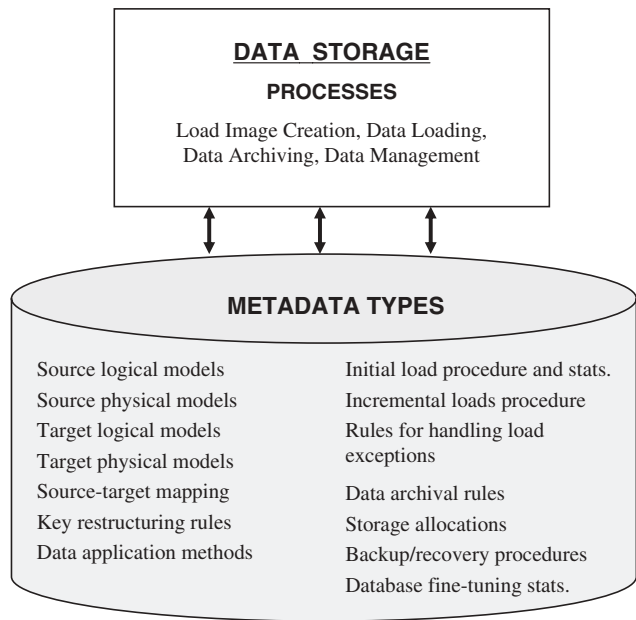 DATA STORAGE
PROCESSES
Load Image Creation, Data Loading,
Data Archiving, Data Management
METADATA TYPES
Source logical models
Source physical models
Target logical models
Target physical models
Source-target mapping
Key restructuring rules
Data application methods
Initial load procedure and stats.
Incremental loads procedure
Rules for handling load
exceptions
Data archival rules
Storage allocations
Backup/recovery procedures
Database fine-tuning stats.